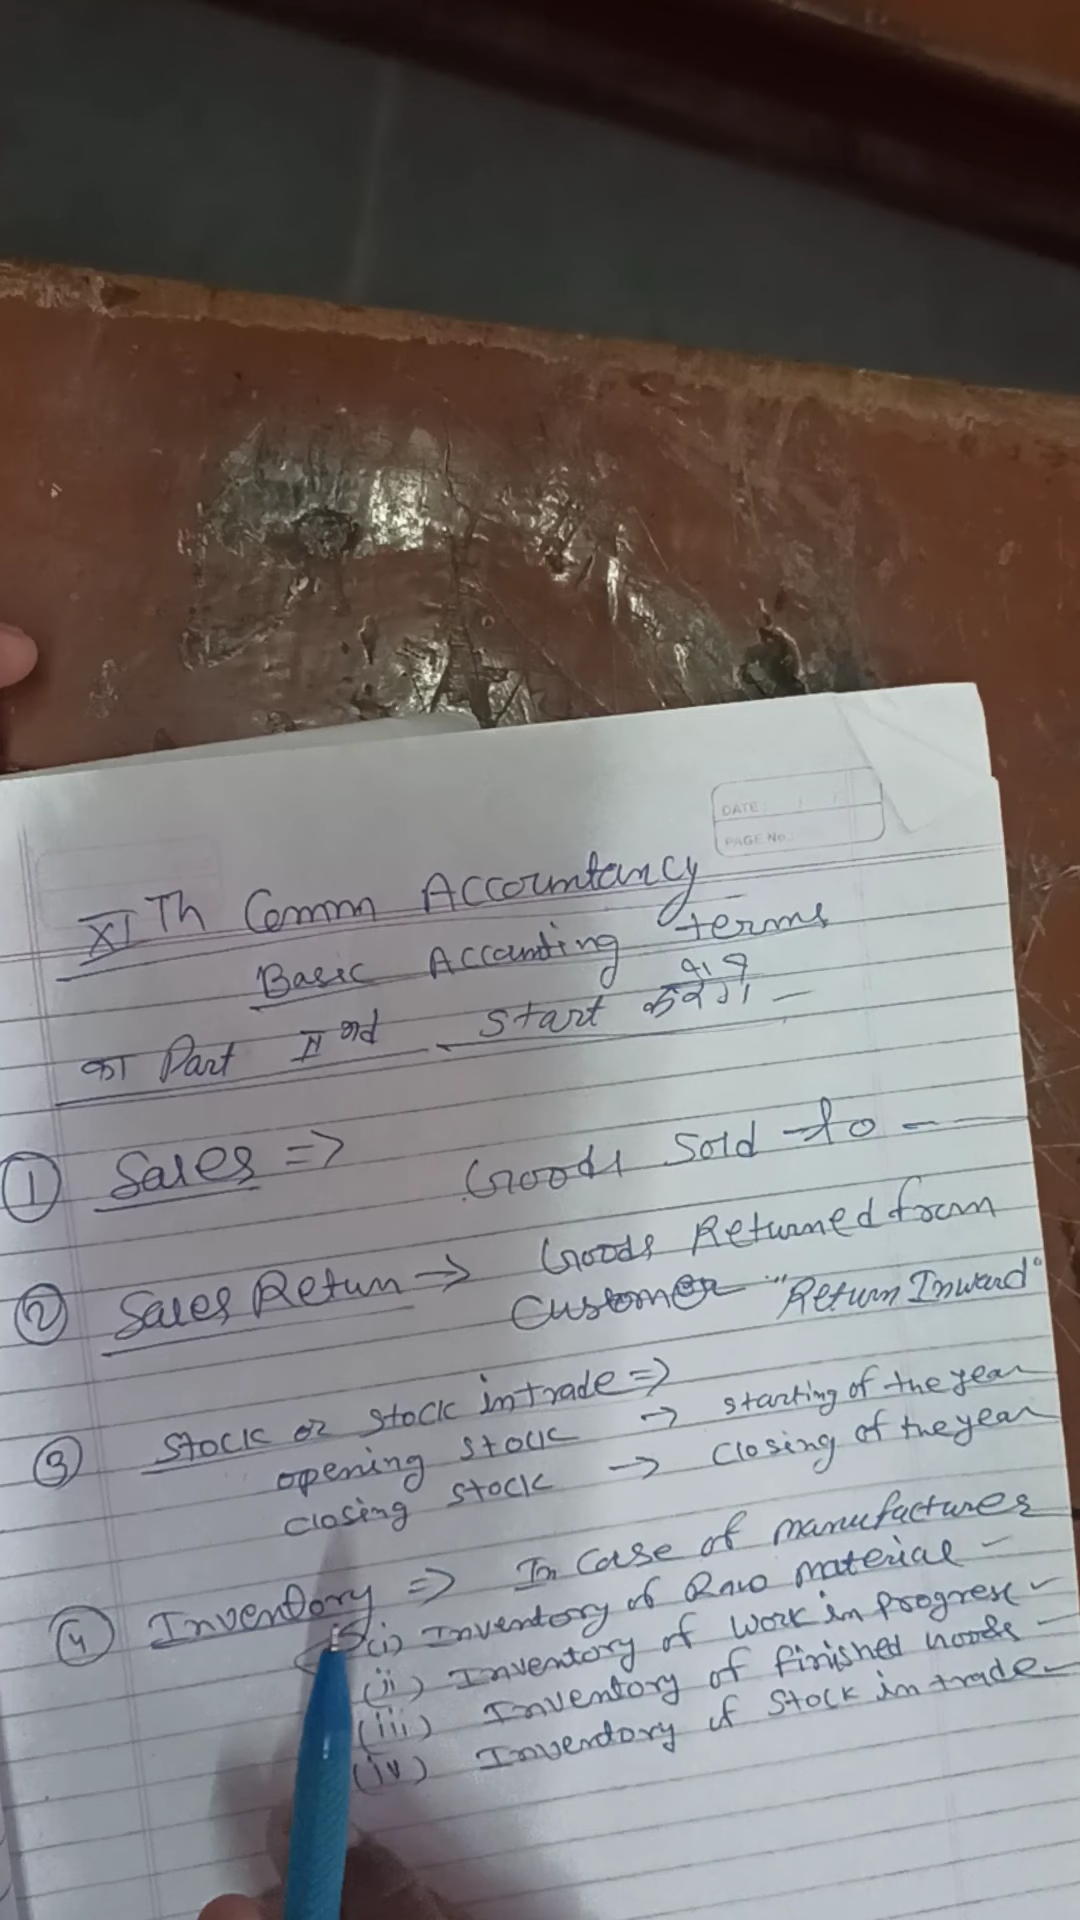 DATE: / /
PAGE No.:
XI Th Comm Accountancy
Basic Accounting terms
का Part II nd start करेंगे —
① Sales => Goods Sold to —
② Sales Return → Goods Returned from
Customer "Return Inward"
③ Stock or stock in trade =>
opening stock → starting of the year
closing stock → closing of the year
④ Inventory => In Case of manufactures
(i) Inventory of Raw material —
(ii) Inventory of work in progress
(iii) Inventory of finished Goods —
(iv) Inventory of Stock in trade —